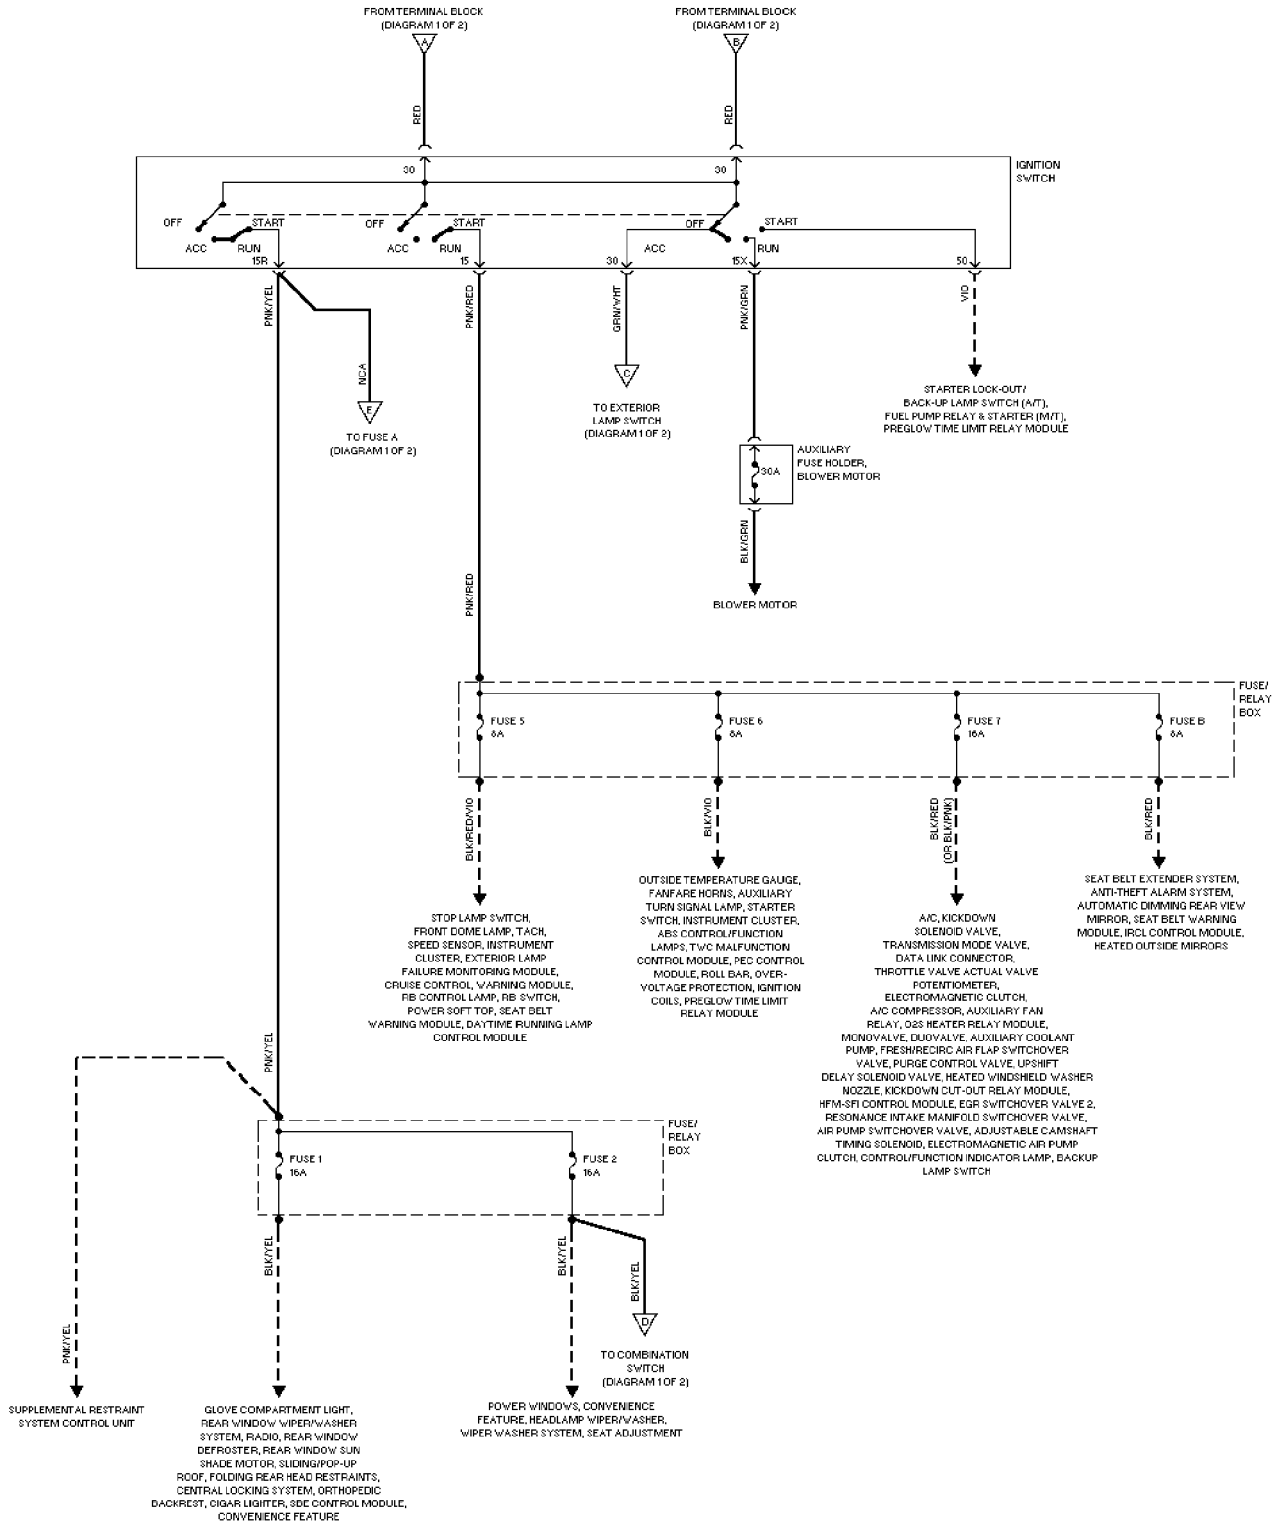 FROM TERMINAL BLOCK
(DIAGRAM 1 OF 2)
A
RED
FROM TERMINAL BLOCK
(DIAGRAM 1 OF 2)
B
RED
IGNITION
SWITCH
30
30
OFF
START
ACC
RUN
15R
OFF
START
ACC
RUN
15
OFF
START
ACC
RUN
30
15X
50
PNK/YEL
NCA
E
TO FUSE A
(DIAGRAM 1 OF 2)
PNK/RED
GRN/WHT
C
TO EXTERIOR
LAMP SWITCH
(DIAGRAM 1 OF 2)
PNK/GRN
VIO
STARTER LOCK-OUT/
BACK-UP LAMP SWITCH (A/T),
FUEL PUMP RELAY & STARTER (M/T),
PREGLOW TIME LIMIT RELAY MODULE
30A
AUXILIARY
FUSE HOLDER,
BLOWER MOTOR
BLK/GRN
BLOWER MOTOR
PNK/RED
FUSE/
RELAY
BOX
FUSE 5
8A
FUSE 6
8A
FUSE 7
16A
FUSE B
8A
BLK/RED/VIO
BLK/VIO
BLK/RED
(OR BLK/PNK)
BLK/RED
STOP LAMP SWITCH,
FRONT DOME LAMP, TACH,
SPEED SENSOR, INSTRUMENT
CLUSTER, EXTERIOR LAMP
FAILURE MONITORING MODULE,
CRUISE CONTROL, WARNING MODULE,
RB CONTROL LAMP, RB SWITCH,
POWER SOFT TOP, SEAT BELT
WARNING MODULE, DAYTIME RUNNING LAMP
CONTROL MODULE
OUTSIDE TEMPERATURE GAUGE,
FANFARE HORNS, AUXILIARY
TURN SIGNAL LAMP, STARTER
SWITCH, INSTRUMENT CLUSTER,
ABS CONTROL/FUNCTION
LAMPS, TWC MALFUNCTION
CONTROL MODULE, PEC CONTROL
MODULE, ROLL BAR, OVER-
VOLTAGE PROTECTION, IGNITION
COILS, PREGLOW TIME LIMIT
RELAY MODULE
A/C, KICKDOWN
SOLENOID VALVE,
TRANSMISSION MODE VALVE,
DATA LINK CONNECTOR,
THROTTLE VALVE ACTUAL VALVE
POTENTIOMETER,
ELECTROMAGNETIC CLUTCH,
A/C COMPRESSOR, AUXILIARY FAN
RELAY, O2S HEATER RELAY MODULE,
MONOVALVE, DUOVALVE, AUXILIARY COOLANT
PUMP, FRESH/RECIRC AIR FLAP SWITCHOVER
VALVE, PURGE CONTROL VALVE, UPSHIFT
DELAY SOLENOID VALVE, HEATED WINDSHIELD WASHER
NOZZLE, KICKDOWN CUT-OUT RELAY MODULE,
HFM-SFI CONTROL MODULE, EGR SWITCHOVER VALVE 2,
RESONANCE INTAKE MANIFOLD SWITCHOVER VALVE,
AIR PUMP SWITCHOVER VALVE, ADJUSTABLE CAMSHAFT
TIMING SOLENOID, ELECTROMAGNETIC AIR PUMP
CLUTCH, CONTROL/FUNCTION INDICATOR LAMP, BACKUP
LAMP SWITCH
SEAT BELT EXTENDER SYSTEM,
ANTI-THEFT ALARM SYSTEM,
AUTOMATIC DIMMING REAR VIEW
MIRROR, SEAT BELT WARNING
MODULE, IRCL CONTROL MODULE,
HEATED OUTSIDE MIRRORS
PNK/YEL
FUSE/
RELAY
BOX
FUSE 1
16A
FUSE 2
16A
BLK/YEL
BLK/YEL
BLK/YEL
D
TO COMBINATION
SWITCH
(DIAGRAM 1 OF 2)
PNK/YEL
SUPPLEMENTAL RESTRAINT
SYSTEM CONTROL UNIT
GLOVE COMPARTMENT LIGHT,
REAR WINDOW WIPER/WASHER
SYSTEM, RADIO, REAR WINDOW
DEFROSTER, REAR WINDOW SUN
SHADE MOTOR, SLIDING/POP-UP
ROOF, FOLDING REAR HEAD RESTRAINTS,
CENTRAL LOCKING SYSTEM, ORTHOPEDIC
BACKREST, CIGAR LIGHTER, SDE CONTROL MODULE,
CONVENIENCE FEATURE
POWER WINDOWS, CONVENIENCE
FEATURE, HEADLAMP WIPER/WASHER,
WIPER WASHER SYSTEM, SEAT ADJUSTMENT